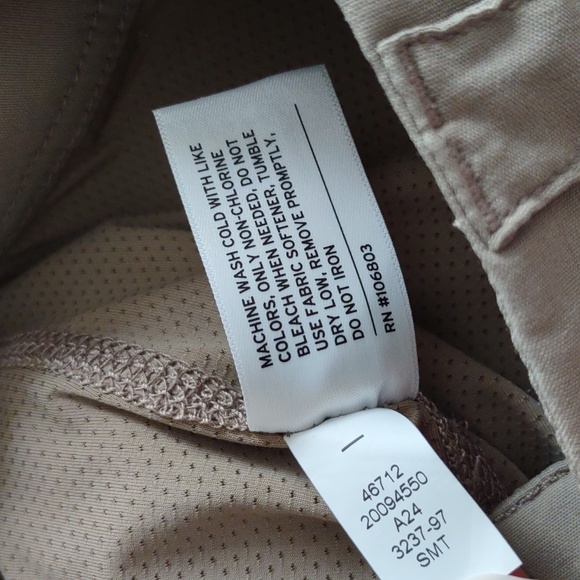 MACHINE WASH COLD WITH LIKE
COLORS, ONLY NON-CHLORINE
BLEACH WHEN NEEDED, DO NOT
USE FABRIC SOFTENER, TUMBLE
DRY LOW, REMOVE PROMPTLY,
DO NOT IRON
RN #106803
46712
20094550
A24
3237-97
SMT